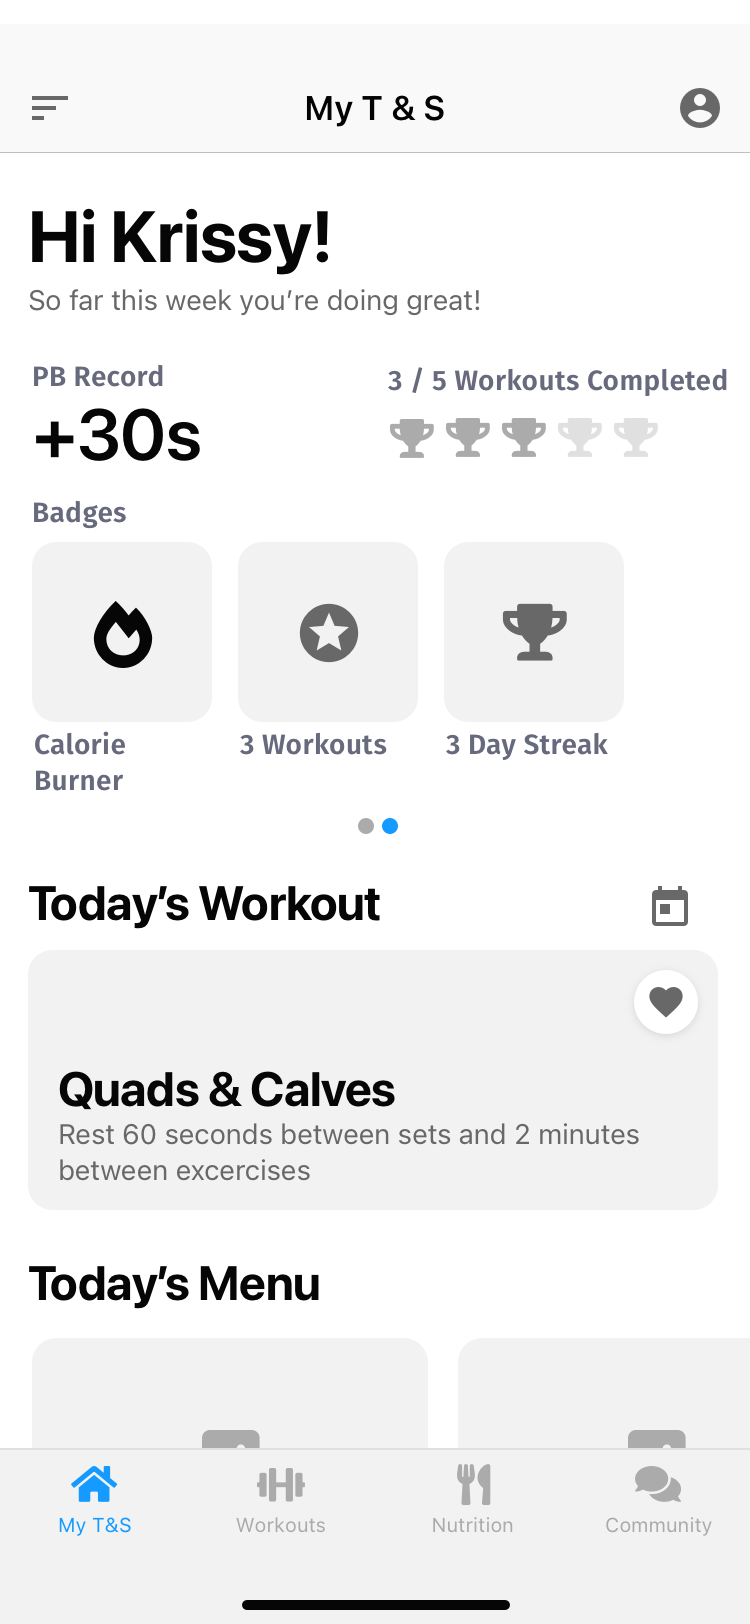 My T & S
Hi Krissy!
So far this week you’re doing great!
PB Record
+30s
3 / 5 Workouts Completed
Badges
Calorie
Burner
3 Workouts
3 Day Streak
Today’s Workout
Quads & Calves
Rest 60 seconds between sets and 2 minutes
between excercises
Today’s Menu
My T&S
Workouts
Nutrition
Community